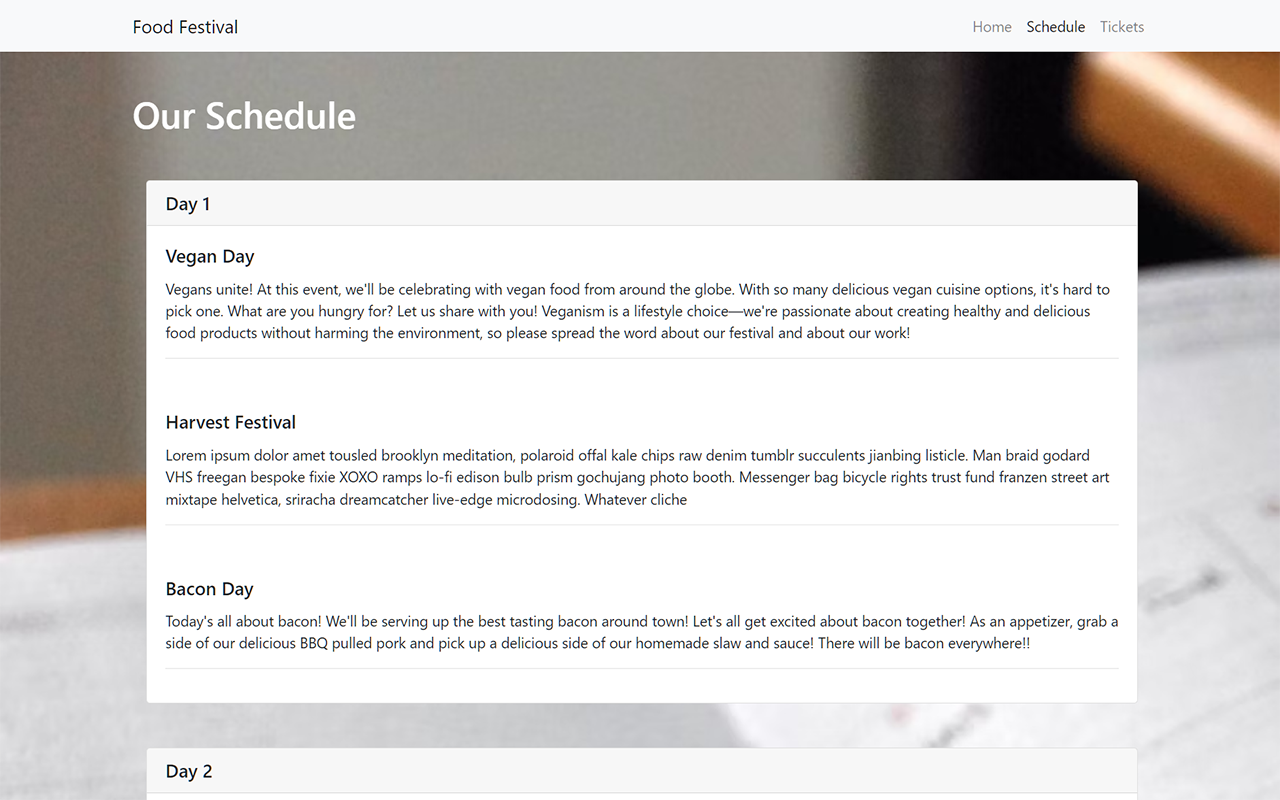 Food Festival
Home Schedule Tickets
Our Schedule
Day 1
Vegan Day
Vegans unite! At this event, we'll be celebrating with vegan food from around the globe. With so many delicious vegan cuisine options, it's hard to
pick one. What are you hungry for? Let us share with you! Veganism is a lifestyle choice—we're passionate about creating healthy and delicious
food products without harming the environment, so please spread the word about our festival and about our work!
Harvest Festival
Lorem ipsum dolor amet tousled brooklyn meditation, polaroid offal kale chips raw denim tumblr succulents jianbing listicle. Man braid godard
VHS freegan bespoke fixie XOXO ramps lo-fi edison bulb prism gochujang photo booth. Messenger bag bicycle rights trust fund franzen street art
mixtape helvetica, sriracha dreamcatcher live-edge microdosing. Whatever cliche
Bacon Day
Today's all about bacon! We'll be serving up the best tasting bacon around town! Let's all get excited about bacon together! As an appetizer, grab a
side of our delicious BBQ pulled pork and pick up a delicious side of our homemade slaw and sauce! There will be bacon everywhere!!
Day 2